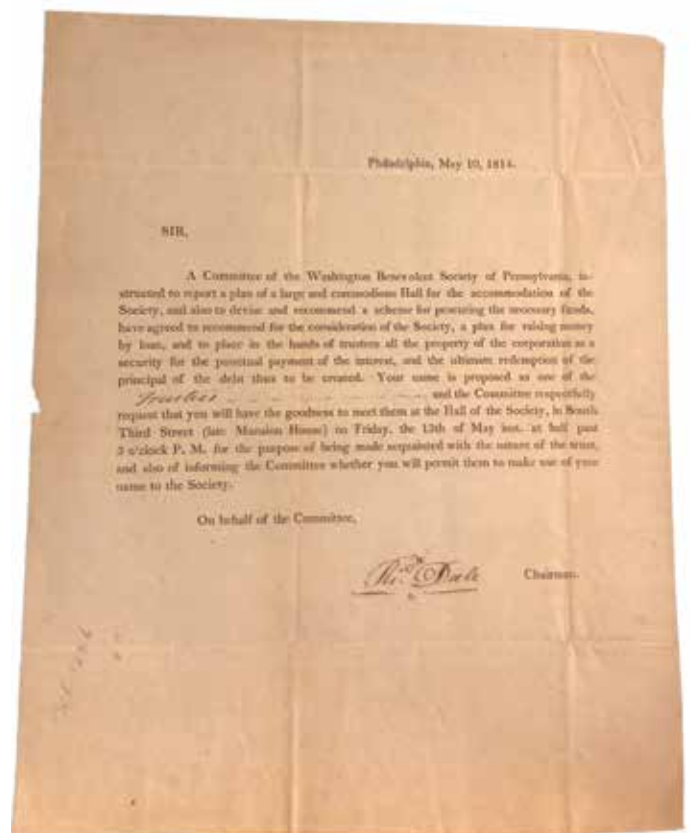 Philadelphia, May 10, 1814.
SIR,
A Committee of the Washington Benevolent Society of Pennsylvania, in-
structed to report a plan of a large and commodious Hall for the accommodation of the
Society, and also to devise and recommend a scheme for procuring the necessary funds,
have agreed to recommend for the consideration of the Society, a plan for raising money
by loan, and to place in the hands of trustees all the property of the corporation as a
security for the punctual payment of the interest, and the ultimate redemption of the
principal of the debt thus to be created. Your name is proposed as one of the
Trustees and the Committee respectfully
request that you will have the goodness to meet them at the Hall of the Society, in South
Third Street (late Mansion House) on Friday, the 13th of May inst. at half past
3 o'clock P. M. for the purpose of being made acquainted with the nature of the trust,
and also of informing the Committee whether you will permit them to make use of your
name to the Society.
On behalf of the Committee,
Rid Dale Chairman.